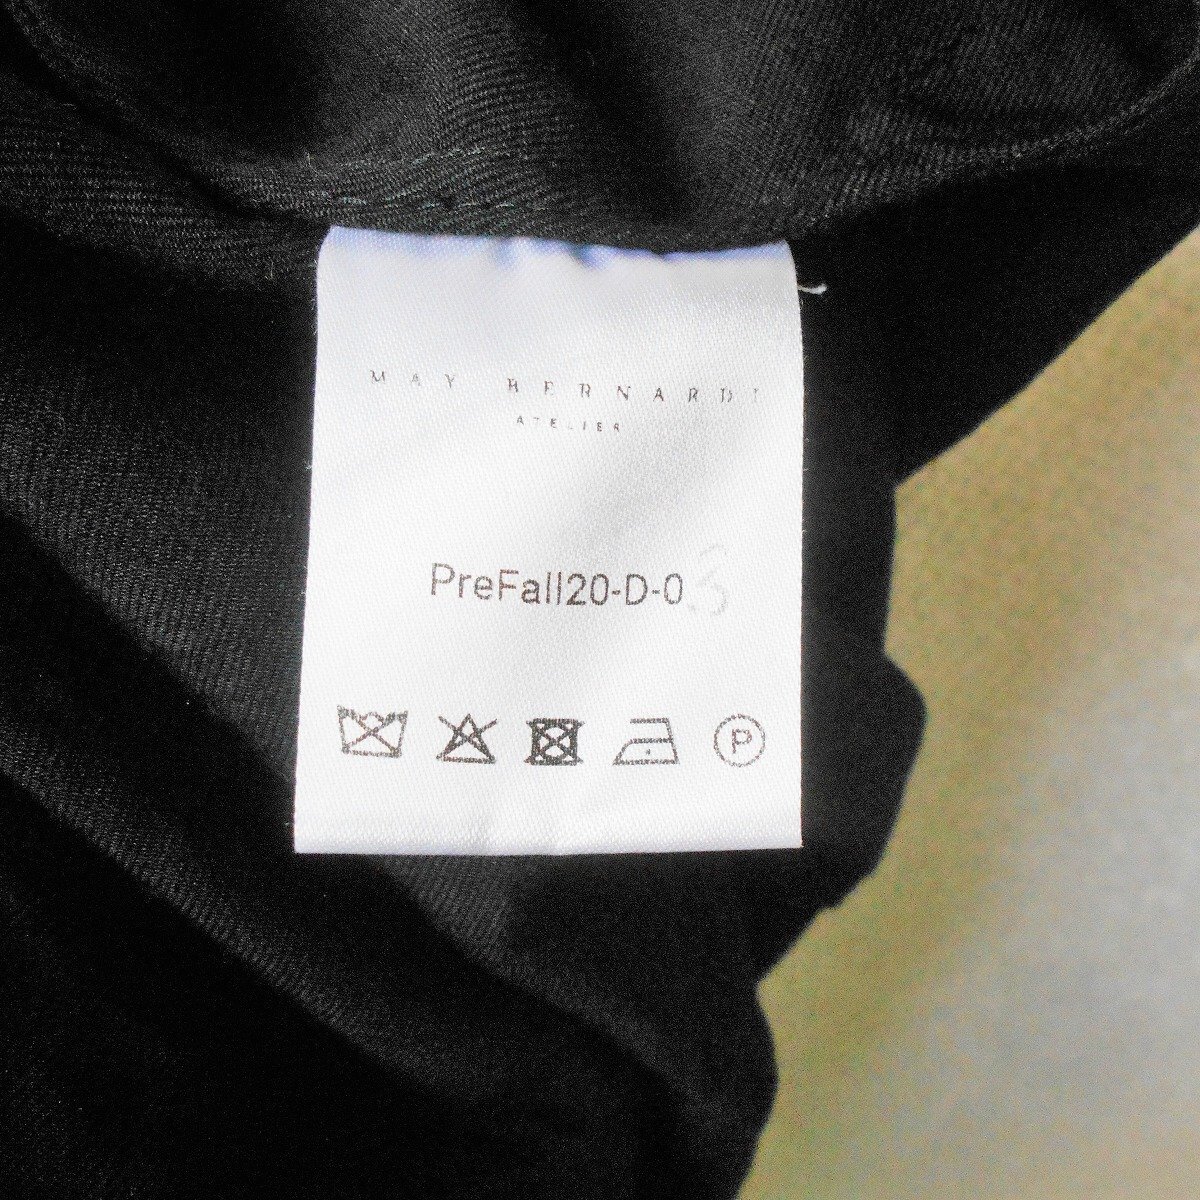 MAY BERNARDI
ATELIER
PreFall20-D-03
P